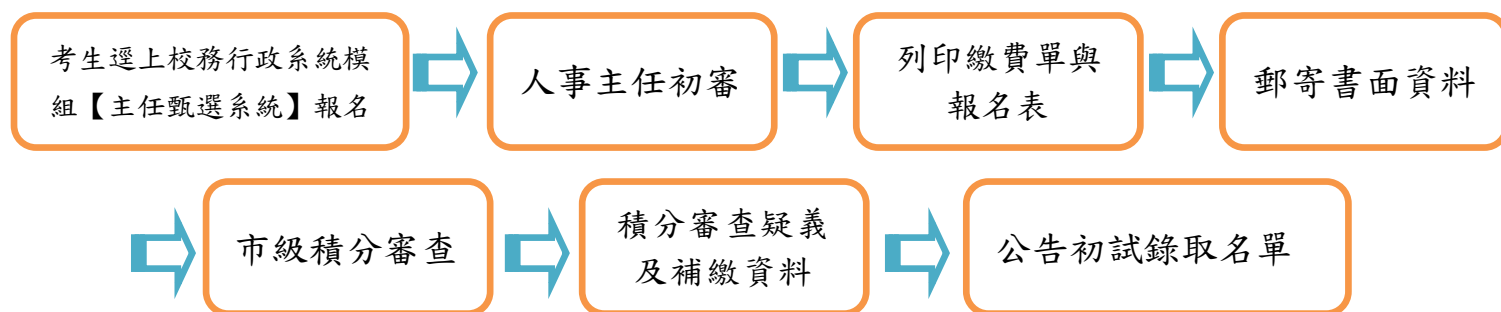 考生逕上校務行政系統模
組【主任甄選系統】報名
人事主任初審
列印繳費單與
報名表
郵寄書面資料
市級積分審查
積分審查疑義
及補繳資料
公告初試錄取名單